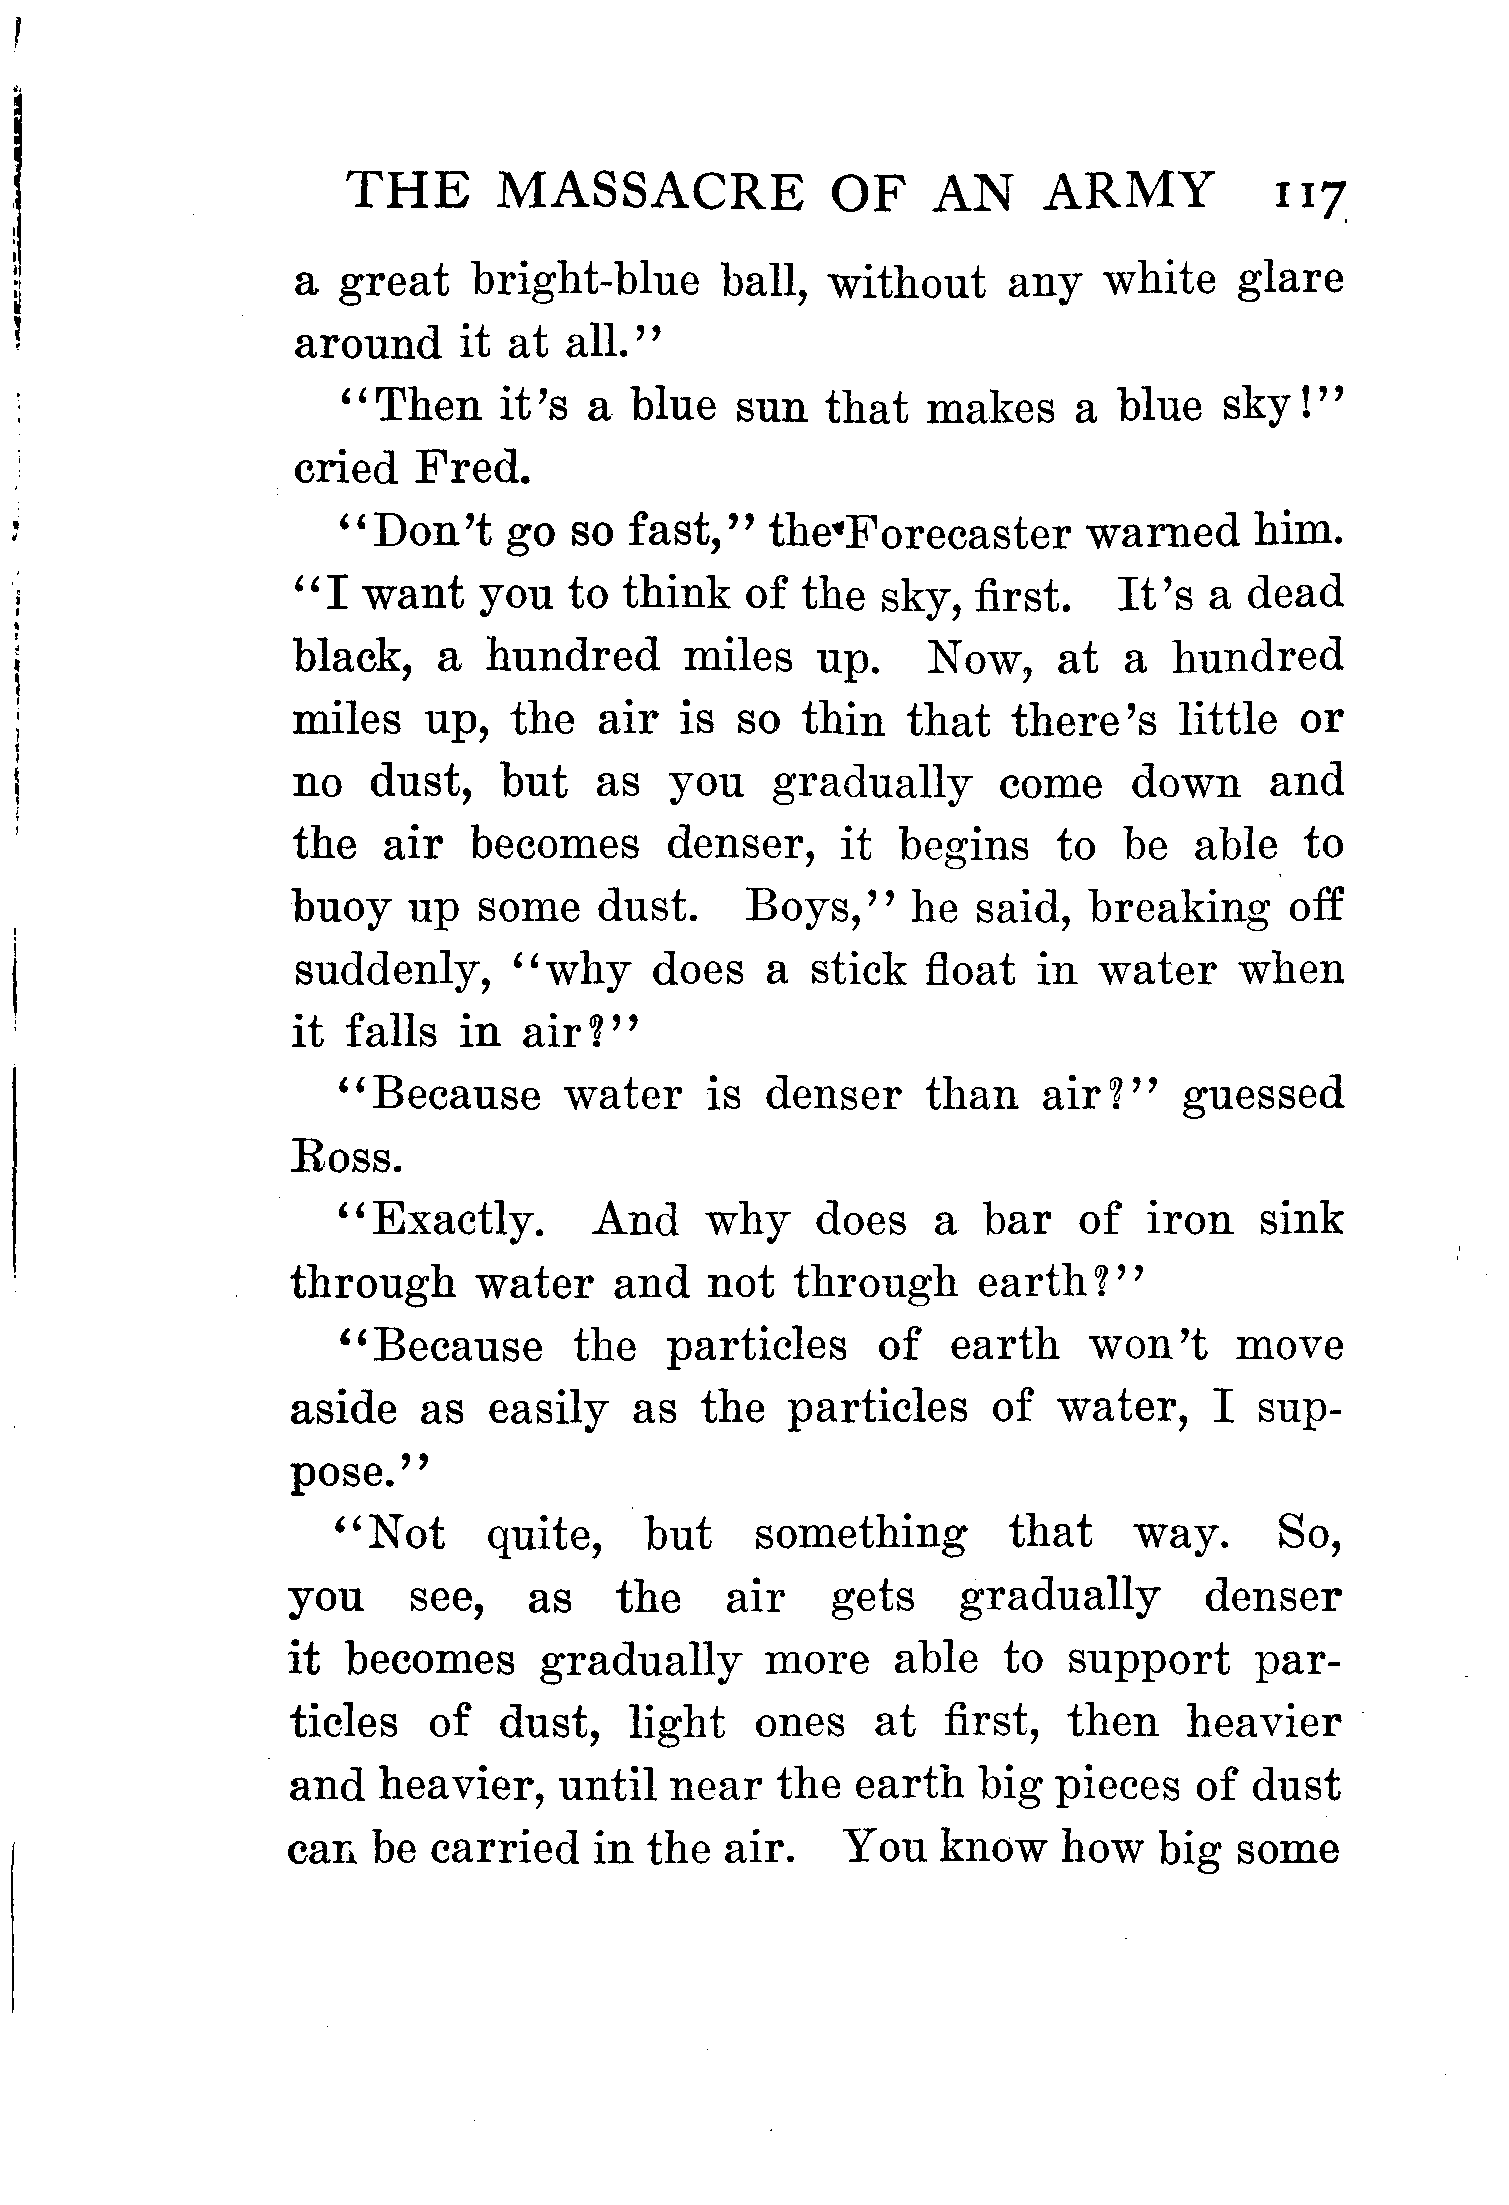 THE MASSACRE OF AN ARMY 117
a great bright-blue ball, without any white glare
around it at all."
"Then it's a blue sun that makes a blue sky!"
cried Fred.
"Don't go so fast," the Forecaster warned him.
"I want you to think of the sky, first. It's a dead
black, a hundred miles up. Now, at a hundred
miles up, the air is so thin that there's little or
no dust, but as you gradually come down and
the air becomes denser, it begins to be able to
buoy up some dust. Boys," he said, breaking off
suddenly, "why does a stick float in water when
it falls in air?"
"Because water is denser than air?" guessed
Ross.
"Exactly. And why does a bar of iron sink
through water and not through earth?"
"Because the particles of earth won't move
aside as easily as the particles of water, I sup-
pose."
"Not quite, but something that way. So,
you see, as the air gets gradually denser
it becomes gradually more able to support par-
ticles of dust, light ones at first, then heavier
and heavier, until near the earth big pieces of dust
can be carried in the air. You know how big some